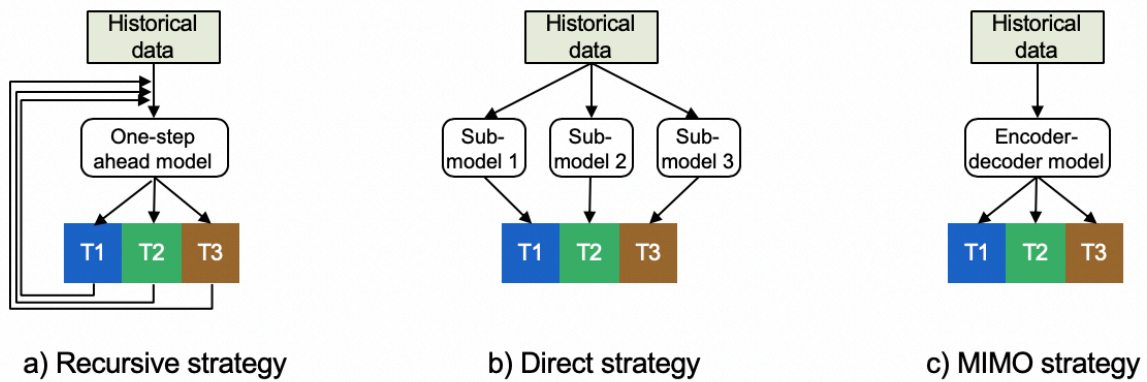 Historical
data
One-step
ahead model
T1
T2
T3
a) Recursive strategy
Historical
data
Sub-
model 1
Sub-
model 2
Sub-
model 3
T1
T2
T3
b) Direct strategy
Historical
data
Encoder-
decoder model
T1
T2
T3
c) MIMO strategy